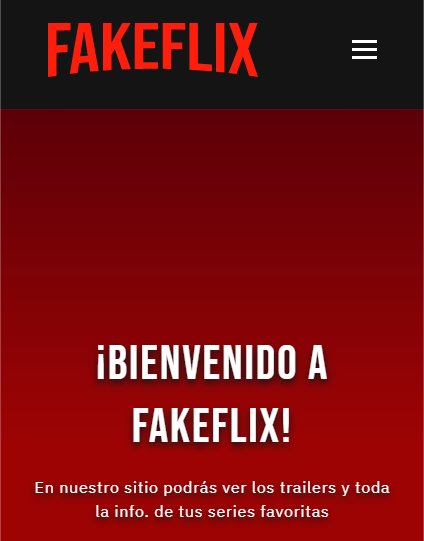 FAKEFLIX
¡BIENVENIDO A
FAKEFLIX!
En nuestro sitio podrás ver los trailers y toda
la info. de tus series favoritas